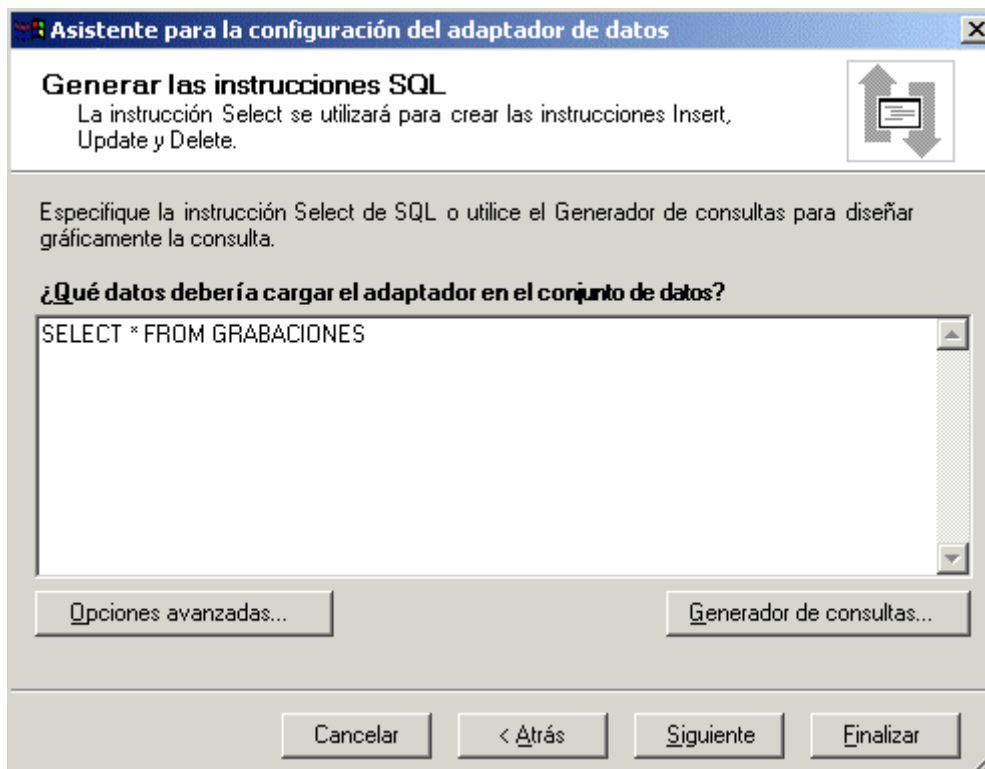 Asistente para la configuración del adaptador de datos
Generar las instrucciones SQL
La instrucción Select se utilizará para crear las instrucciones Insert,
Update y Delete.
Especifique la instrucción Select de SQL o utilice el Generador de consultas para diseñar
gráficamente la consulta.
¿Qué datos debería cargar el adaptador en el conjunto de datos?
SELECT * FROM GRABACIONES
Opciones avanzadas... Generador de consultas...
Cancelar < Atrás Siguiente Finalizar